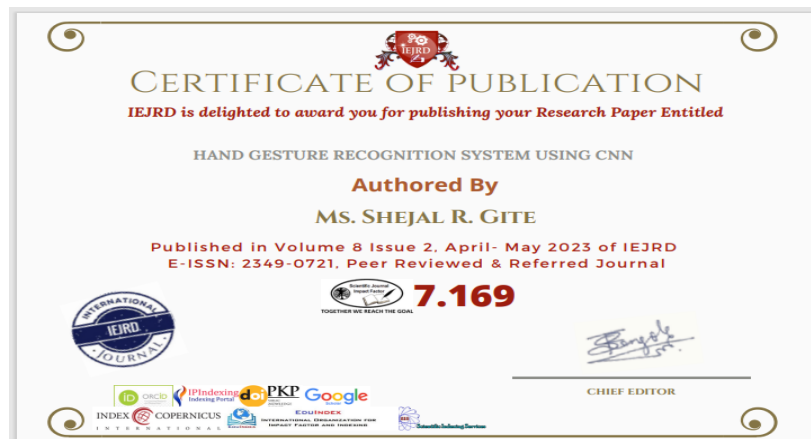 IEJRD
CERTIFICATE OF PUBLICATION
IEJRD is delighted to award you for publishing your Research Paper Entitled
HAND GESTURE RECOGNITION SYSTEM USING CNN
Authored By
MS. SHEJAL R. GITE
Published in Volume 8 Issue 2, April- May 2023 of IEJRD
E-ISSN: 2349-0721, Peer Reviewed & Referred Journal
Scientific Journal
Impact Factor
7.169
TOGETHER WE REACH THE GOAL
INTERNATIONAL
IEJRD
JOURNAL
CHIEF EDITOR
iD ORCID
IPIndexing
Indexing Portal
doi
PKP
Google
INDEX COPERNICUS
INTERNATIONAL
EDUINDEX
INTERNATIONAL ORGANIZATION FOR
IMPACT FACTOR AND INDEXING
Scientific Indexing Services